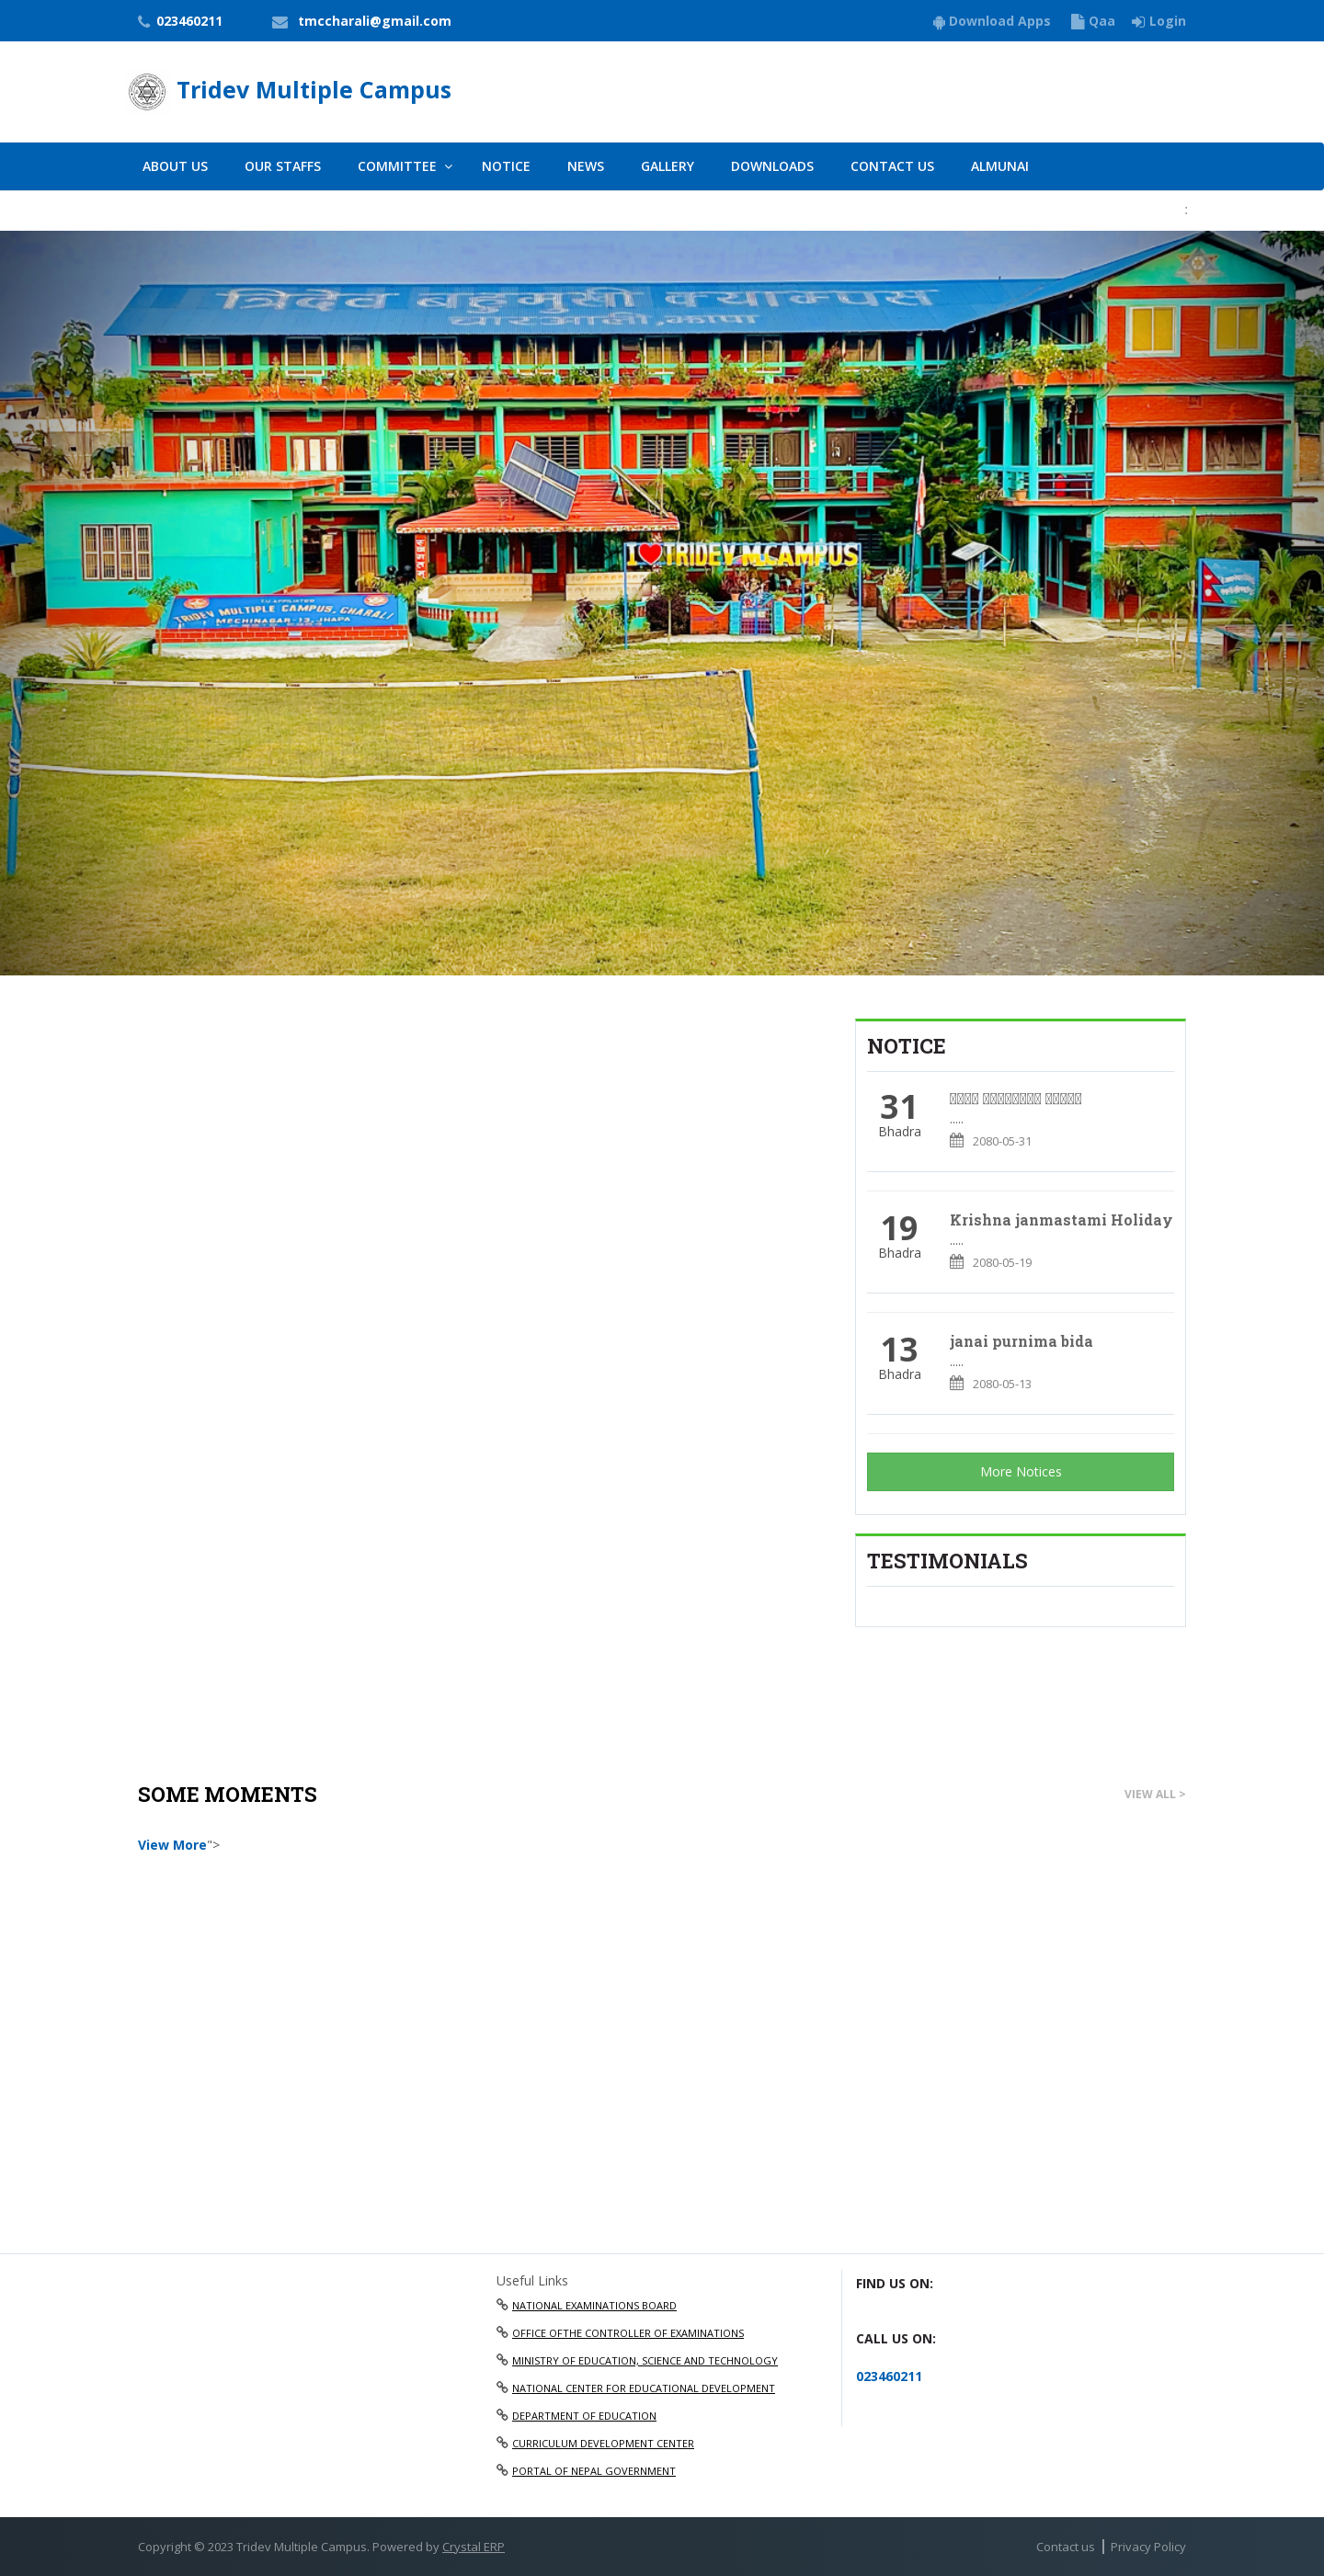 023460211 tmccharali@gmail.com Download Apps Qaa Login
Tridev Multiple Campus
ABOUT US OUR STAFFS COMMITTEE NOTICE NEWS GALLERY DOWNLOADS CONTACT US ALMUNAI
:
त्रिदेव बहुमुखी क्याम्पस
चारआली, झापा
I TRIDEV M.CAMPUS
T.U AFFILIATED
TRIDEV MULTIPLE CAMPUS, CHARALI
MECHINAGAR-13, JHAPA
NOTICE
31
Bhadra
.....
2080-05-31
19
Bhadra
Krishna janmastami Holiday
.....
2080-05-19
13
Bhadra
janai purnima bida
.....
2080-05-13
More Notices
TESTIMONIALS
SOME MOMENTS VIEW ALL >
View More">
Useful Links
NATIONAL EXAMINATIONS BOARD
OFFICE OFTHE CONTROLLER OF EXAMINATIONS
MINISTRY OF EDUCATION, SCIENCE AND TECHNOLOGY
NATIONAL CENTER FOR EDUCATIONAL DEVELOPMENT
DEPARTMENT OF EDUCATION
CURRICULUM DEVELOPMENT CENTER
PORTAL OF NEPAL GOVERNMENT
FIND US ON:
CALL US ON:
023460211
Copyright © 2023 Tridev Multiple Campus. Powered by Crystal ERP Contact us | Privacy Policy